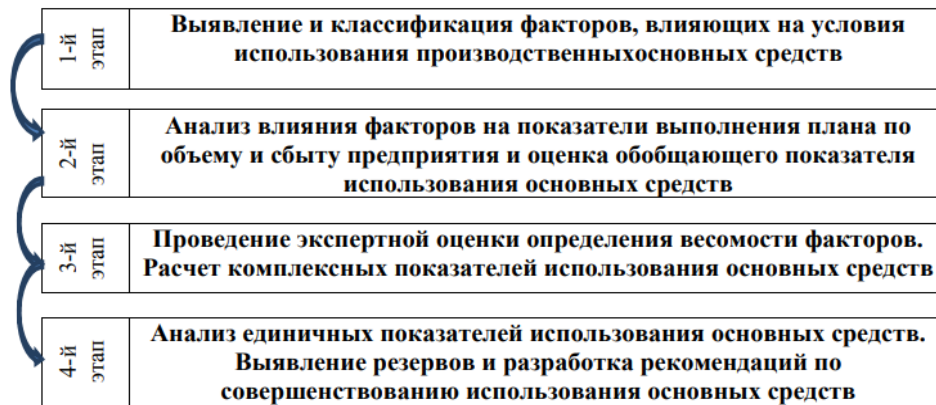 1-й
этап
Выявление и классификация факторов, влияющих на условия
использования производственныхосновных средств
2-й
этап
Анализ влияния факторов на показатели выполнения плана по
объему и сбыту предприятия и оценка обобщающего показателя
использования основных средств
3-й
этап
Проведение экспертной оценки определения весомости факторов.
Расчет комплексных показателей использования основных средств
4-й
этап
Анализ единичных показателей использования основных средств.
Выявление резервов и разработка рекомендаций по
совершенствованию использования основных средств